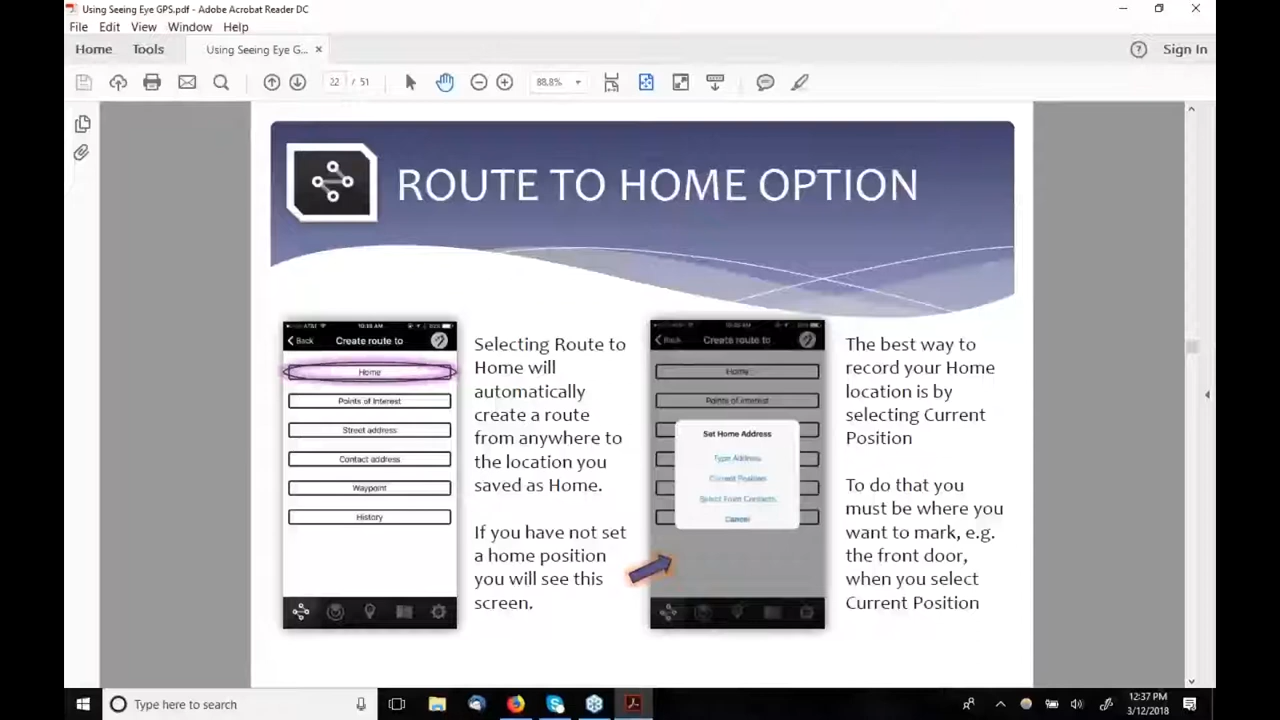 Using Seeing Eye GPS.pdf - Adobe Acrobat Reader DC
File Edit View Window Help
Home Tools Using Seeing Eye G... × Sign In
22 / 51 88.8%
ROUTE TO HOME OPTION
AT&T 10:36 AM
Back Create route to
Home
Points of Interest
Street address
Contact address
Waypoint
History
Selecting Route to
Home will
automatically
create a route
from anywhere to
the location you
saved as Home.
If you have not set
a home position
you will see this
screen.
Back Create route to
Home
Points of interest
Set Home Address
Type Address
Current Position
Select From Contacts
Cancel
The best way to
record your Home
location is by
selecting Current
Position
To do that you
must be where you
want to mark, e.g.
the front door,
when you select
Current Position
Type here to search
12:37 PM
3/12/2018